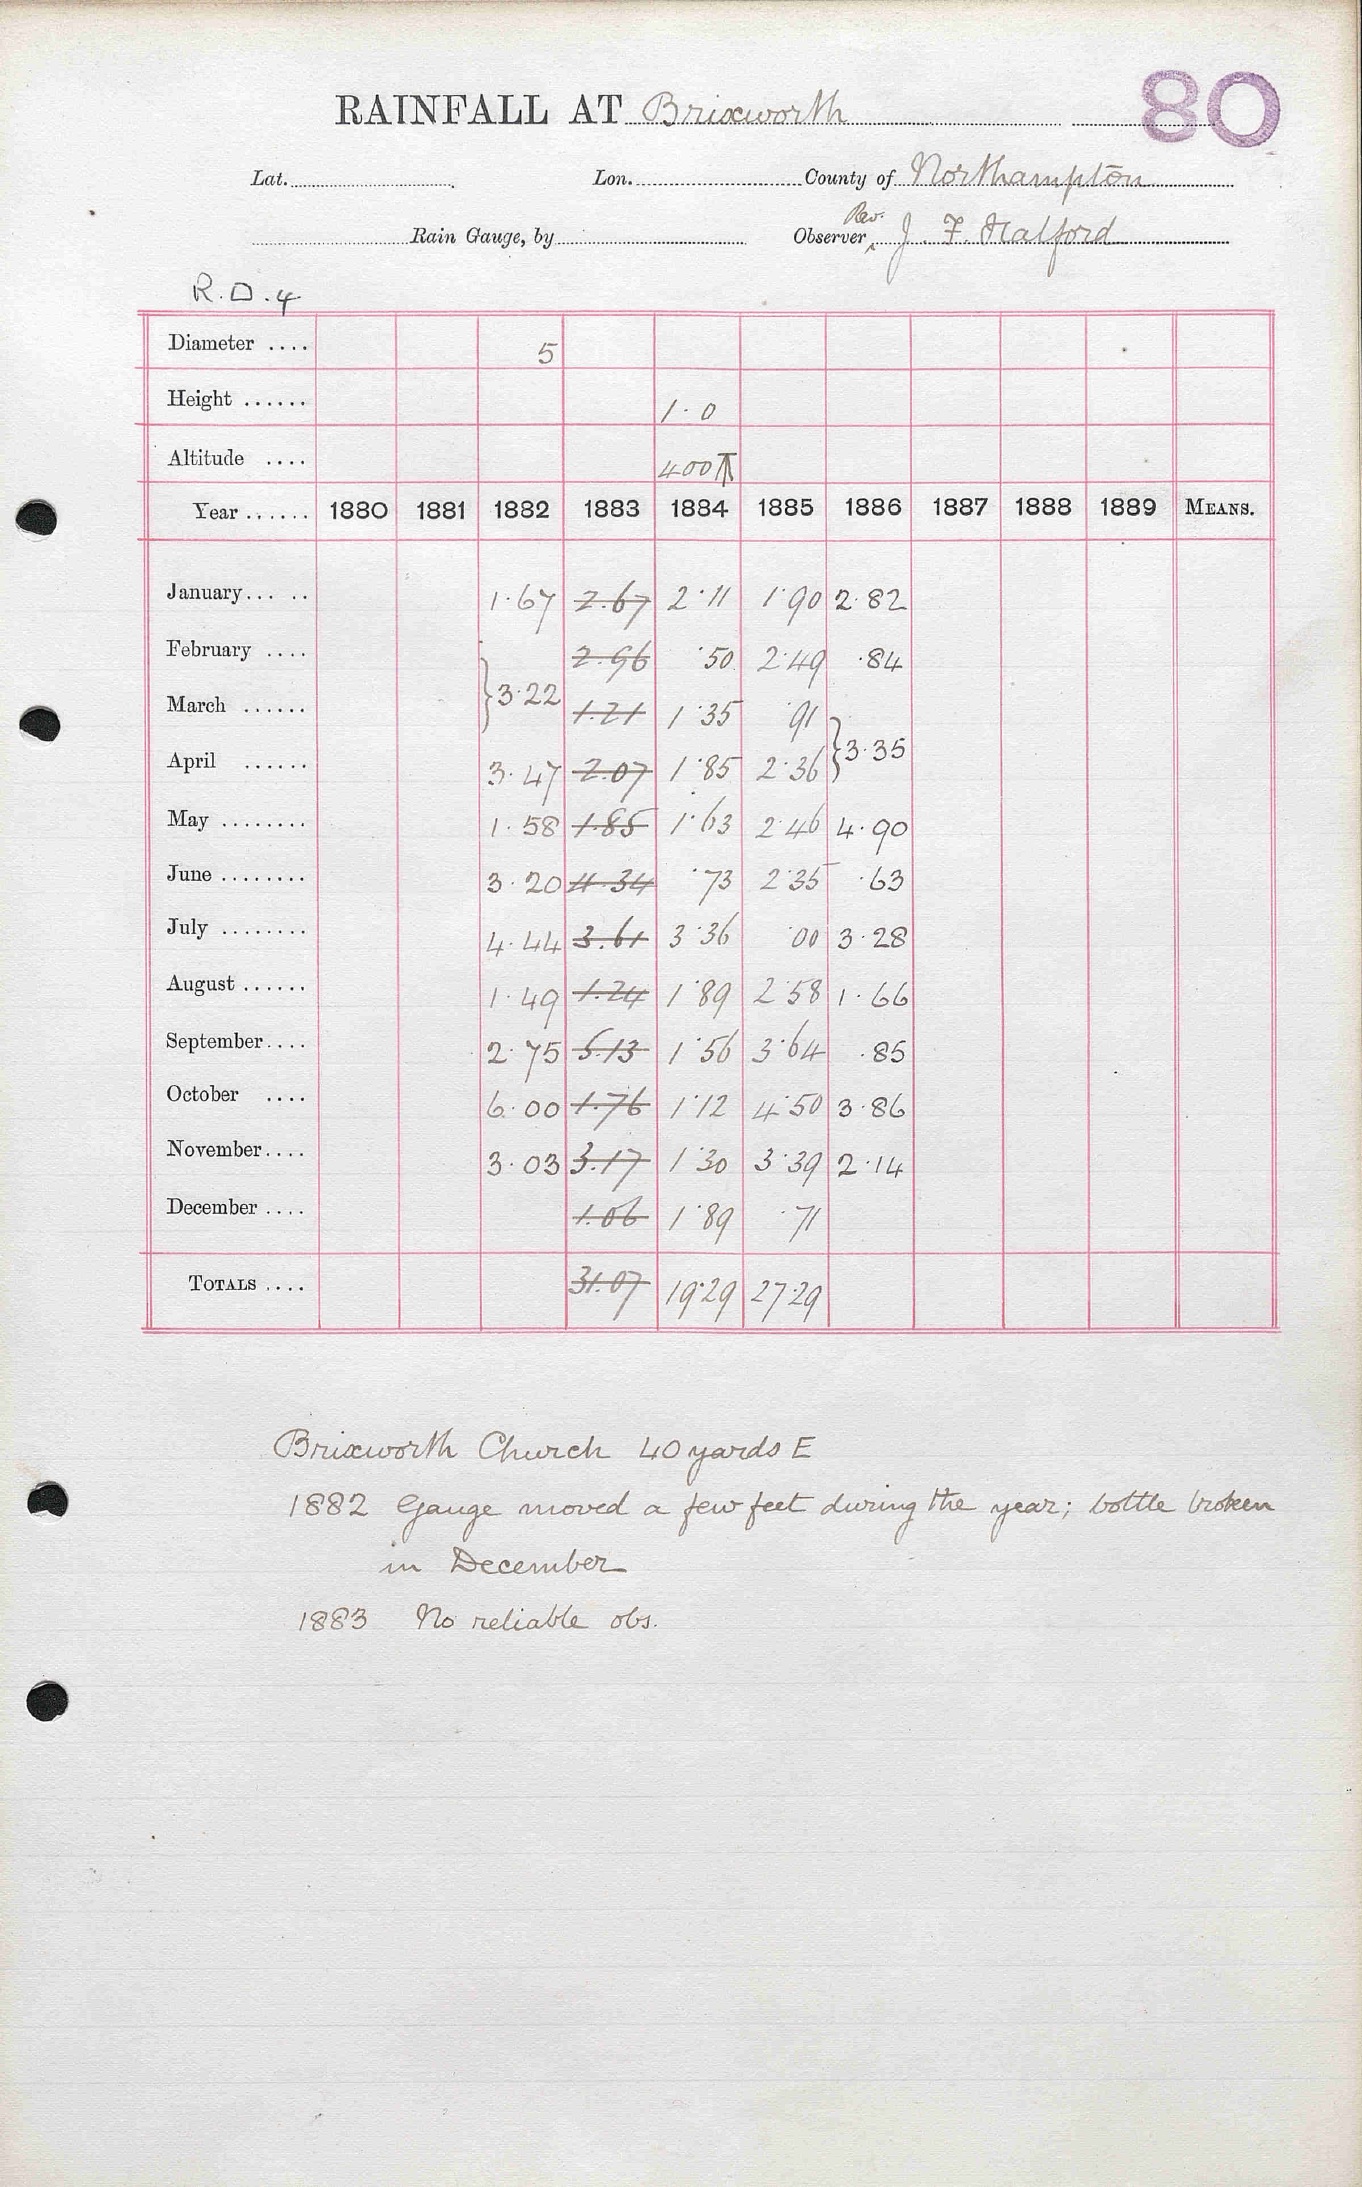 80
RAINFALL AT Brixworth
Lat. Lon. County of Northampton
Rain Gauge, by Observer Rev. J. F. Halford
R.D.4
Diameter .... 5
Height ...... 1.0
Altitude .... 400
Year ...... 1880 1881 1882 1883 1884 1885 1886 1887 1888 1889 MEANS.
January... .. 1.67 2.67 2.11 1.90 2.82
February .... 2.96 .50 2.49 .84
} 3.22
March ...... 1.21 1.35 .91
} 3.35
April ...... 3.47 2.07 1.85 2.36
May ........ 1.58 1.85 1.63 2.46 4.90
June ........ 3.20 4.34 .73 2.35 .63
July ........ 4.44 3.61 3.36 .00 3.28
August ...... 1.49 1.24 1.89 2.58 1.66
September.... 2.75 5.13 1.56 3.64 .85
October .... 6.00 1.76 1.12 4.50 3.86
November.... 3.03 3.17 1.30 3.39 2.14
December .... 1.06 1.89 .71
TOTALS .... 31.07 19.29 27.29
Brixworth Church 40 yards E
1882 Gauge moved a few feet during the year; bottle broken
in December
1883 No reliable obs.